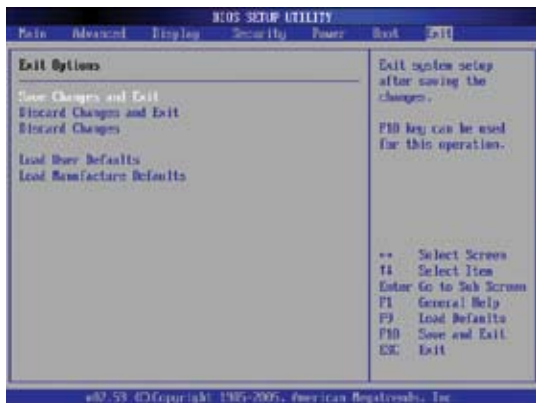 BIOS SETUP UTILITY
Main Advanced Display Security Power Boot Exit
Exit Options
Save Changes and Exit
Discard Changes and Exit
Discard Changes
Load User Defaults
Load Manufacture Defaults
Exit system setup
after saving the
changes.
F10 key can be used
for this operation.
↔ Select Screen
↑↓ Select Item
Enter Go to Sub Screen
F1 General Help
F9 Load Defaults
F10 Save and Exit
ESC Exit
v02.59 (C)Copyright 1985-2005, American Megatrends, Inc